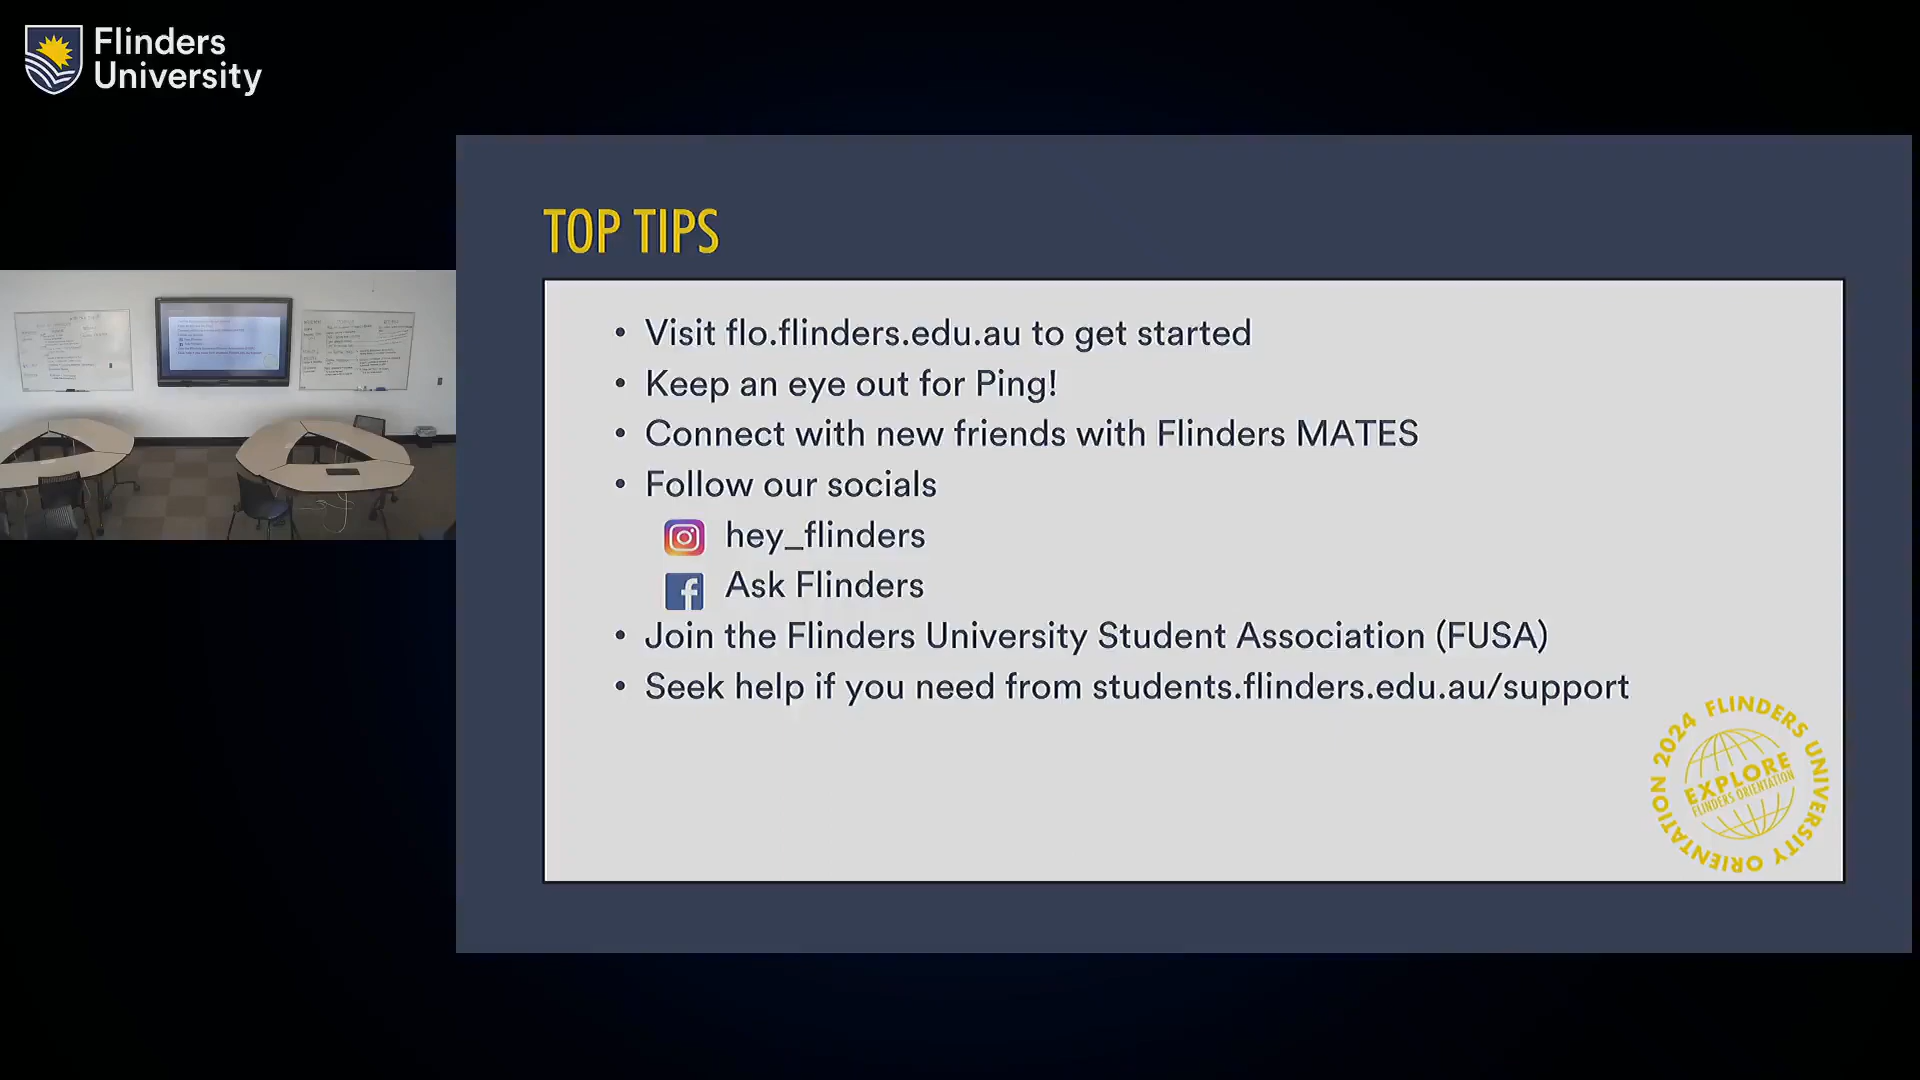 Flinders
University
TOP TIPS
• Visit flo.flinders.edu.au to get started
• Keep an eye out for Ping!
• Connect with new friends with Flinders MATES
• Follow our socials
hey_flinders
Ask Flinders
• Join the Flinders University Student Association (FUSA)
• Seek help if you need from students.flinders.edu.au/support
FLINDERS UNIVERSITY ORIENTATION 2024
EXPLORE
FLINDERS ORIENTATION